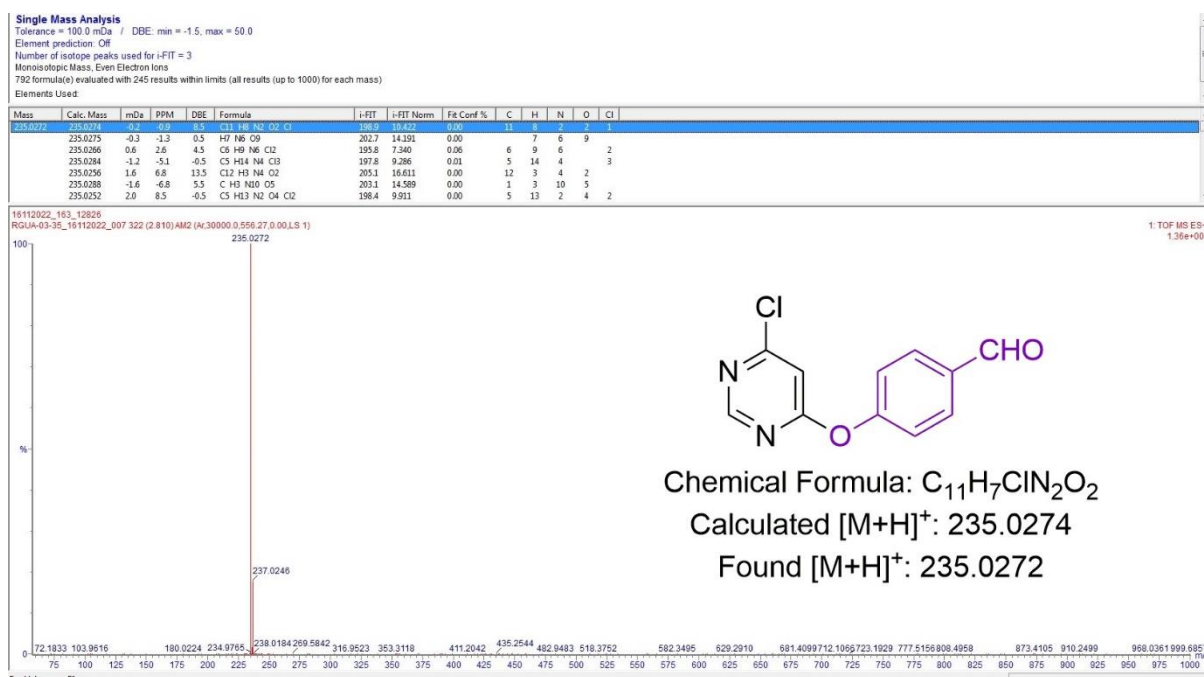 Single Mass Analysis
Tolerance = 100.0 mDa / DBE: min = -1.5, max = 50.0
Element prediction: Off
Number of isotope peaks used for i-FIT = 3
Monoisotopic Mass, Even Electron Ions
792 formula(e) evaluated with 245 results within limits (all results (up to 1000) for each mass)
Elements Used:
Mass Calc. Mass mDa PPM DBE Formula i-FIT i-FIT Norm Fit Conf % C H N O Cl
235.0272 235.0274 -0.2 -0.9 8.5 C11 H8 N2 O2 Cl 198.9 10.422 0.00 11 8 2 2 1
235.0275 -0.3 -1.3 0.5 H7 N6 O9 202.7 14.191 0.00 7 6 9
235.0266 0.6 2.6 4.5 C6 H9 N6 Cl2 195.8 7.340 0.06 6 9 6 2
235.0284 -1.2 -5.1 -0.5 C5 H14 N4 Cl3 197.8 9.286 0.01 5 14 4 3
235.0256 1.6 6.8 13.5 C12 H3 N4 O2 205.1 16.611 0.00 12 3 4 2
235.0288 -1.6 -6.8 5.5 C H3 N10 O5 203.1 14.589 0.00 1 3 10 5
235.0252 2.0 8.5 -0.5 C5 H13 N2 O4 Cl2 198.4 9.911 0.00 5 13 2 4 2
16112022_163_12826
RGUA-03-35_16112022_007 322 (2.810) AM2 (Ar,30000.0,556.27,0.00,LS 1)
1: TOF MS ES+
1.36e+00
100
235.0272
%
Cl
N
N
O
CHO
Chemical Formula: C₁₁H₇ClN₂O₂
Calculated [M+H]⁺: 235.0274
Found [M+H]⁺: 235.0272
237.0246
72.1833 103.9616 180.0224 234.9765 238.0184 269.5842 316.9523 353.3118 411.2042 435.2544 482.9483 518.3752 582.3495 629.2910 681.4099 712.1066 723.1929 777.5156 808.4958 873.4105 910.2499 968.0361 999.685
0
75 100 125 150 175 200 225 250 275 300 325 350 375 400 425 450 475 500 525 550 575 600 625 650 675 700 725 750 775 800 825 850 875 900 925 950 975 1000